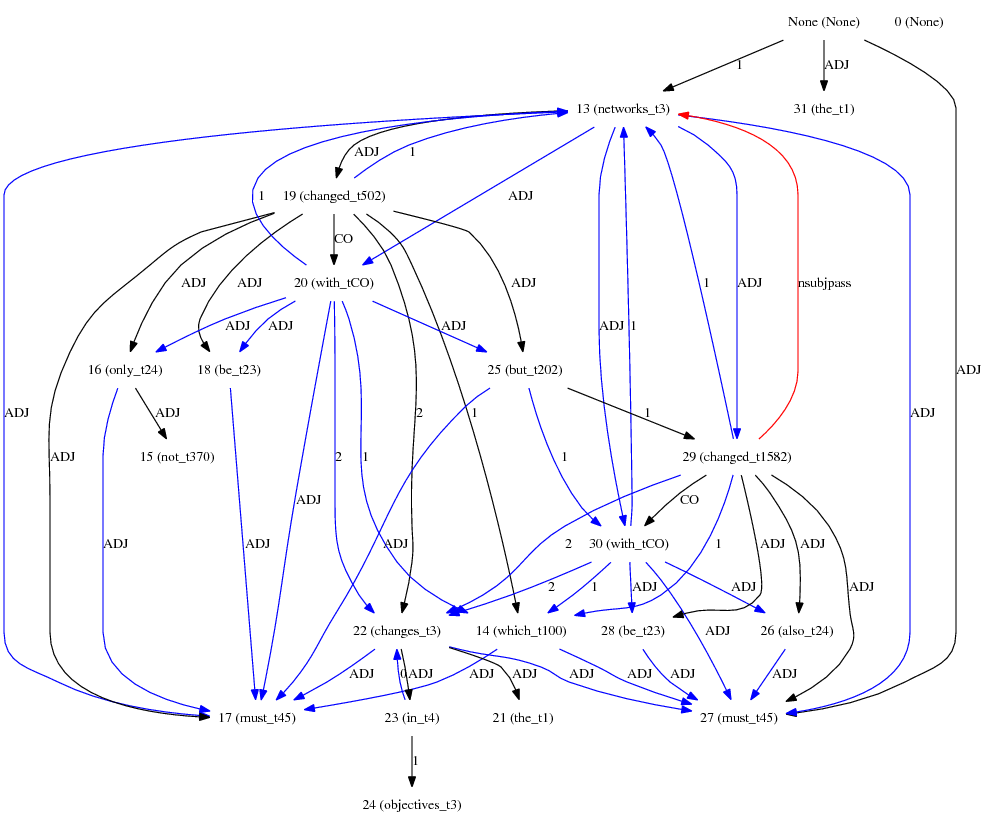 None (None) 0 (None)
1 ADJ
13 (networks_t3) 31 (the_t1)
ADJ 1
1 19 (changed_t502) ADJ
CO
ADJ ADJ 20 (with_tCO) ADJ ADJ 1 ADJ nsubjpass
ADJ ADJ ADJ ADJ 1
16 (only_t24) 18 (be_t23) 25 (but_t202) ADJ
ADJ ADJ 2 1 1 ADJ
ADJ 15 (not_t370) 2 1 1 29 (changed_t1582)
ADJ CO
ADJ ADJ ADJ 2 30 (with_tCO) 1 ADJ ADJ
2 1 ADJ ADJ ADJ
22 (changes_t3) 14 (which_t100) 28 (be_t23) ADJ 26 (also_t24)
ADJ 0 ADJ ADJ ADJ ADJ ADJ ADJ ADJ
17 (must_t45) 23 (in_t4) 21 (the_t1) 27 (must_t45)
1
24 (objectives_t3)